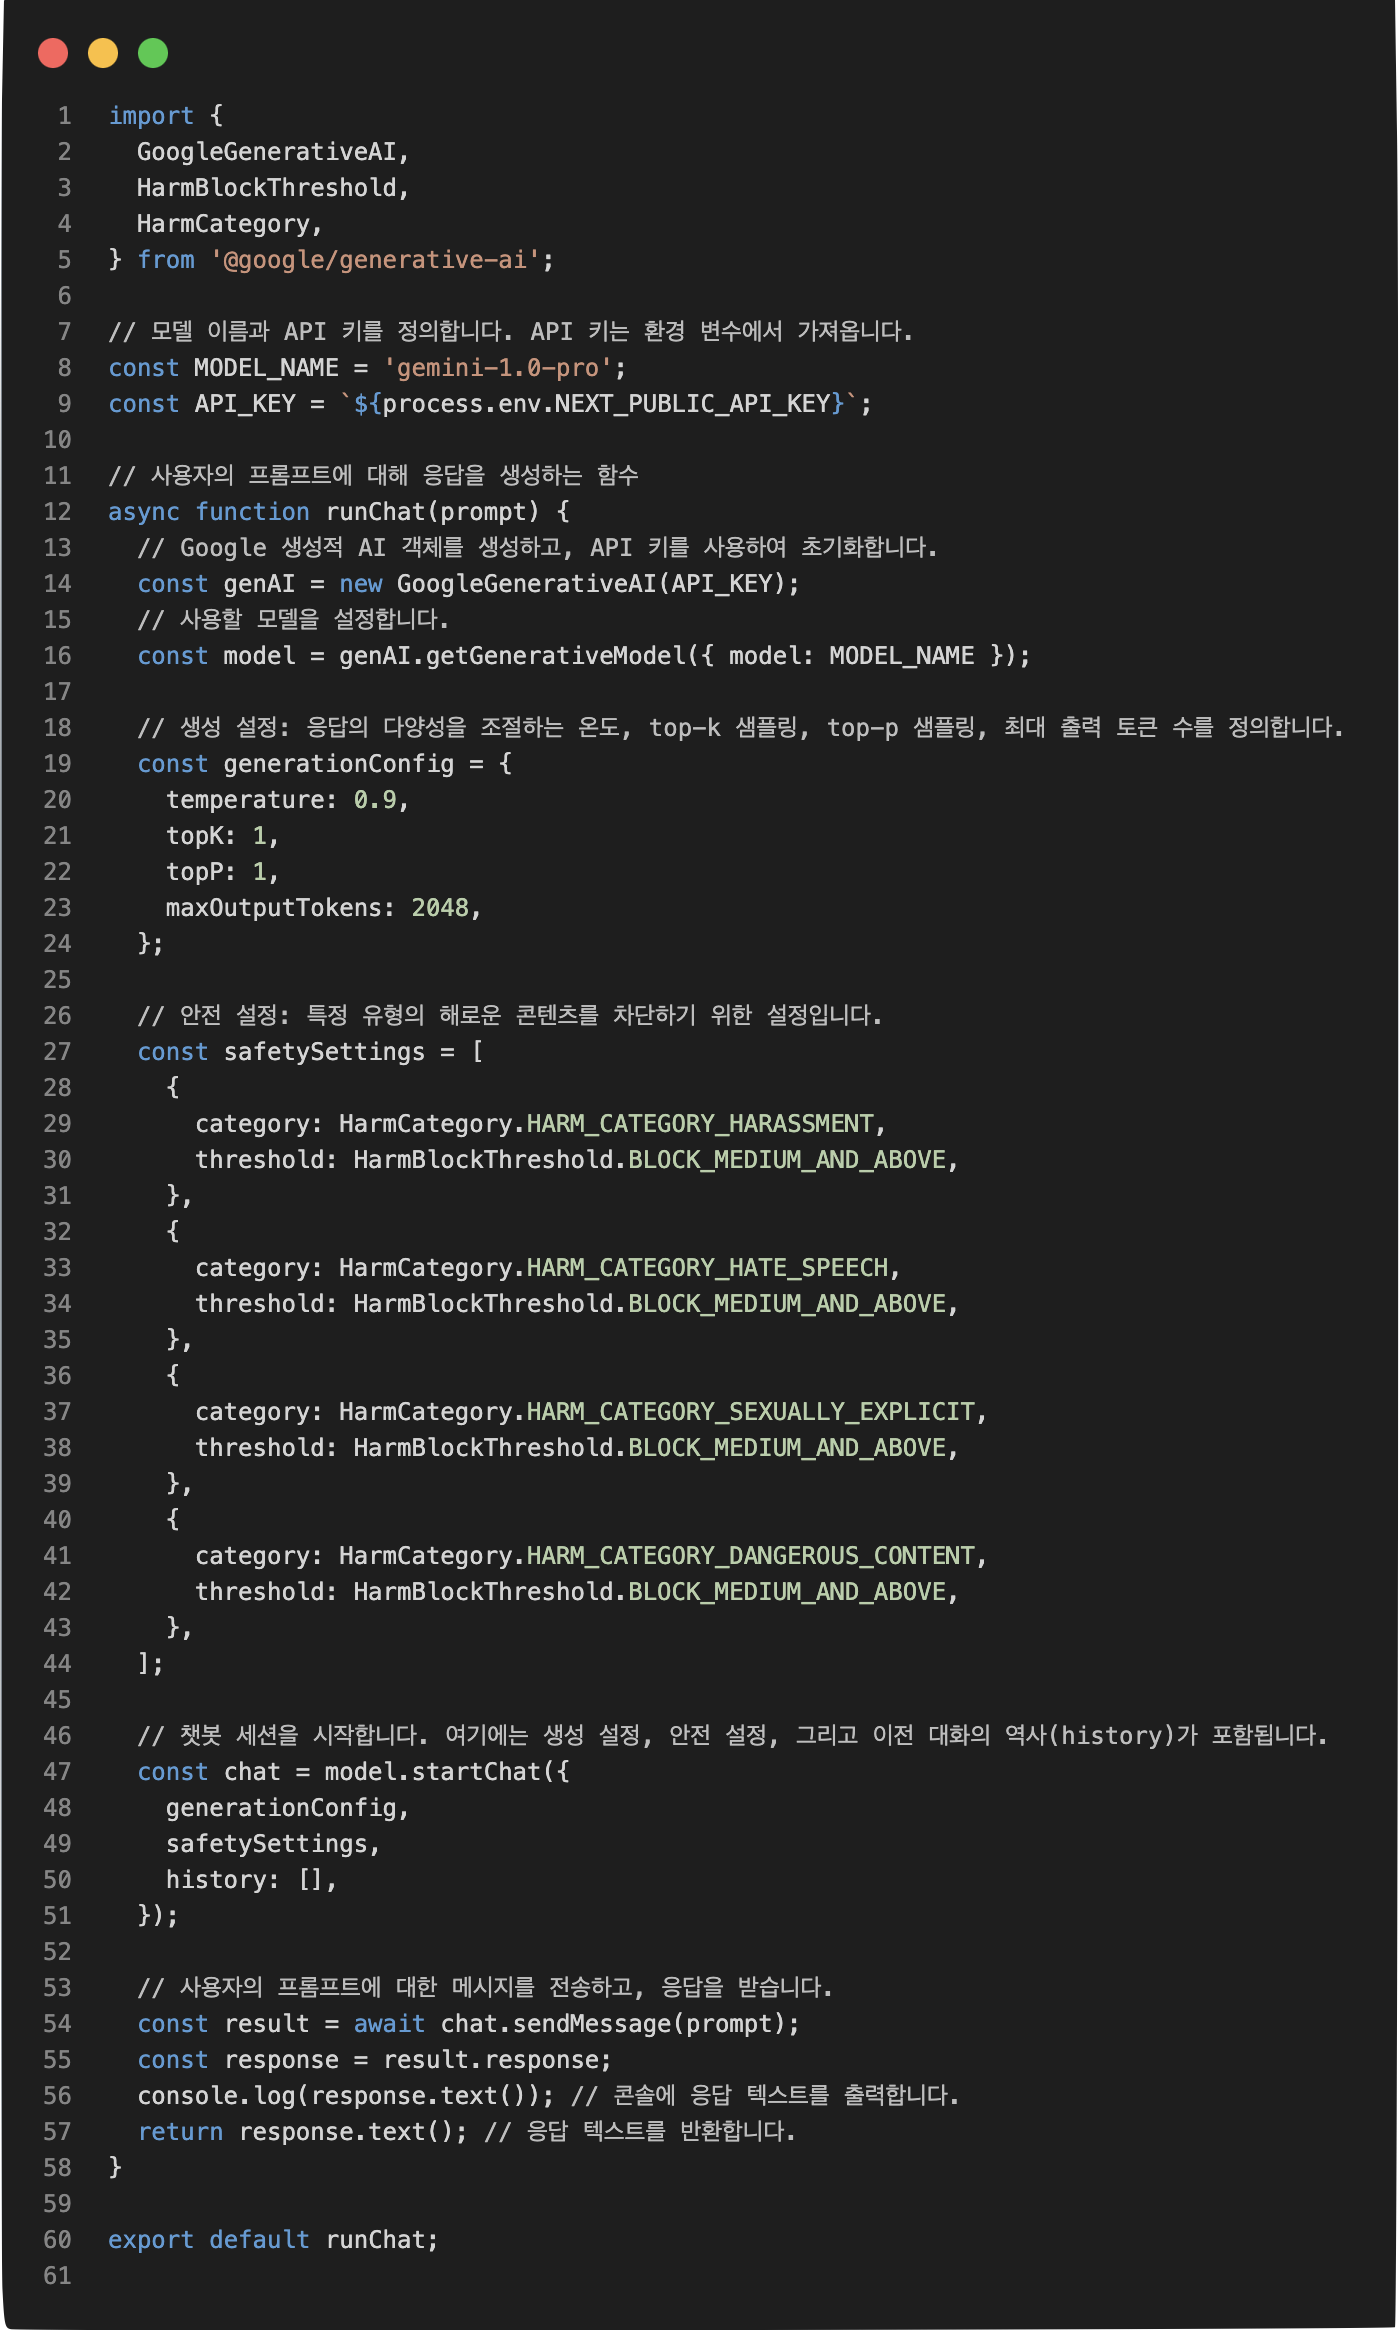 1 import {
2   GoogleGenerativeAI,
3   HarmBlockThreshold,
4   HarmCategory,
5 } from '@google/generative-ai';
6
7 // 모델 이름과 API 키를 정의합니다. API 키는 환경 변수에서 가져옵니다.
8 const MODEL_NAME = 'gemini-1.0-pro';
9 const API_KEY = `${process.env.NEXT_PUBLIC_API_KEY}`;
10
11 // 사용자의 프롬프트에 대해 응답을 생성하는 함수
12 async function runChat(prompt) {
13   // Google 생성적 AI 객체를 생성하고, API 키를 사용하여 초기화합니다.
14   const genAI = new GoogleGenerativeAI(API_KEY);
15   // 사용할 모델을 설정합니다.
16   const model = genAI.getGenerativeModel({ model: MODEL_NAME });
17
18   // 생성 설정: 응답의 다양성을 조절하는 온도, top-k 샘플링, top-p 샘플링, 최대 출력 토큰 수를 정의합니다.
19   const generationConfig = {
20     temperature: 0.9,
21     topK: 1,
22     topP: 1,
23     maxOutputTokens: 2048,
24   };
25
26   // 안전 설정: 특정 유형의 해로운 콘텐츠를 차단하기 위한 설정입니다.
27   const safetySettings = [
28     {
29       category: HarmCategory.HARM_CATEGORY_HARASSMENT,
30       threshold: HarmBlockThreshold.BLOCK_MEDIUM_AND_ABOVE,
31     },
32     {
33       category: HarmCategory.HARM_CATEGORY_HATE_SPEECH,
34       threshold: HarmBlockThreshold.BLOCK_MEDIUM_AND_ABOVE,
35     },
36     {
37       category: HarmCategory.HARM_CATEGORY_SEXUALLY_EXPLICIT,
38       threshold: HarmBlockThreshold.BLOCK_MEDIUM_AND_ABOVE,
39     },
40     {
41       category: HarmCategory.HARM_CATEGORY_DANGEROUS_CONTENT,
42       threshold: HarmBlockThreshold.BLOCK_MEDIUM_AND_ABOVE,
43     },
44   ];
45
46   // 챗봇 세션을 시작합니다. 여기에는 생성 설정, 안전 설정, 그리고 이전 대화의 역사(history)가 포함됩니다.
47   const chat = model.startChat({
48     generationConfig,
49     safetySettings,
50     history: [],
51   });
52
53   // 사용자의 프롬프트에 대한 메시지를 전송하고, 응답을 받습니다.
54   const result = await chat.sendMessage(prompt);
55   const response = result.response;
56   console.log(response.text()); // 콘솔에 응답 텍스트를 출력합니다.
57   return response.text(); // 응답 텍스트를 반환합니다.
58 }
59
60 export default runChat;
61